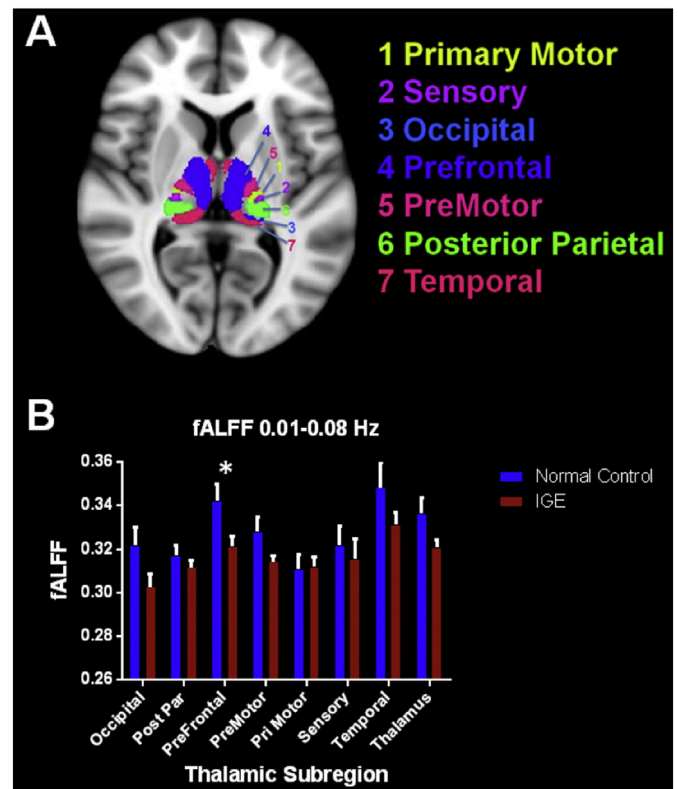 A
1 Primary Motor
2 Sensory
3 Occipital
4 Prefrontal
5 PreMotor
6 Posterior Parietal
7 Temporal
4
5
1
2
6
3
7
B
fALFF 0.01-0.08 Hz
0.36
0.34
0.32
0.30
0.28
0.26
fALFF
*
Normal Control
IGE
Occipital
Post Par
PreFrontal
PreMotor
Pri Motor
Sensory
Temporal
Thalamus
Thalamic Subregion